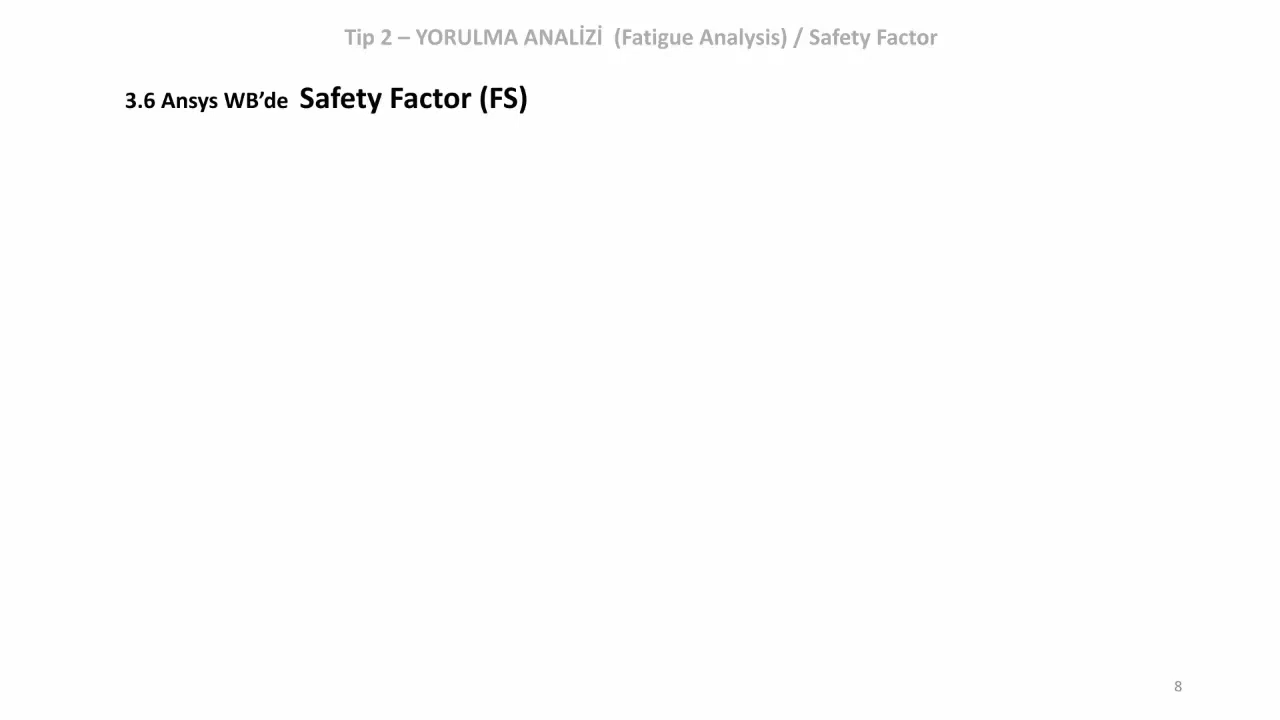 Tip 2 – YORULMA ANALİZİ (Fatigue Analysis) / Safety Factor
3.6 Ansys WB’de Safety Factor (FS)
8